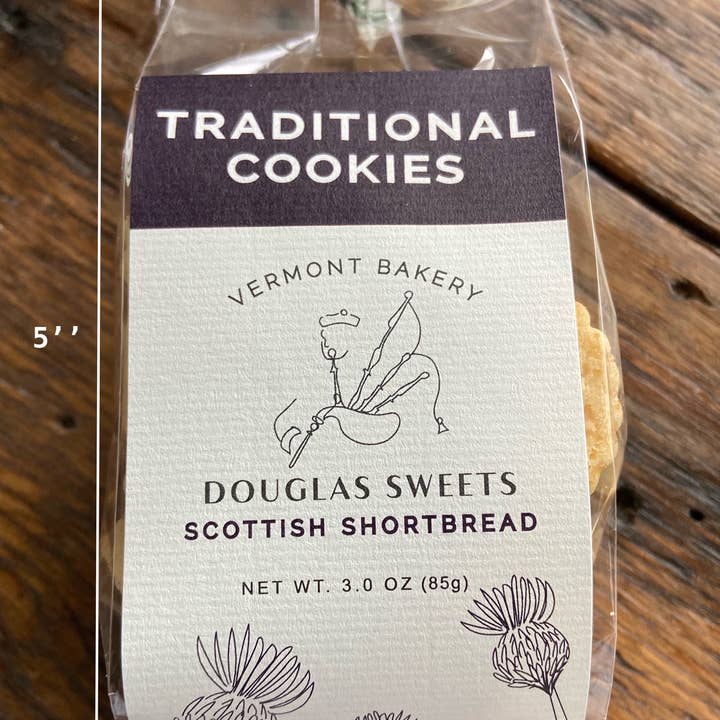 TRADITIONAL
COOKIES
VERMONT BAKERY
5’’
DOUGLAS SWEETS
SCOTTISH SHORTBREAD
NET WT. 3.0 OZ (85g)